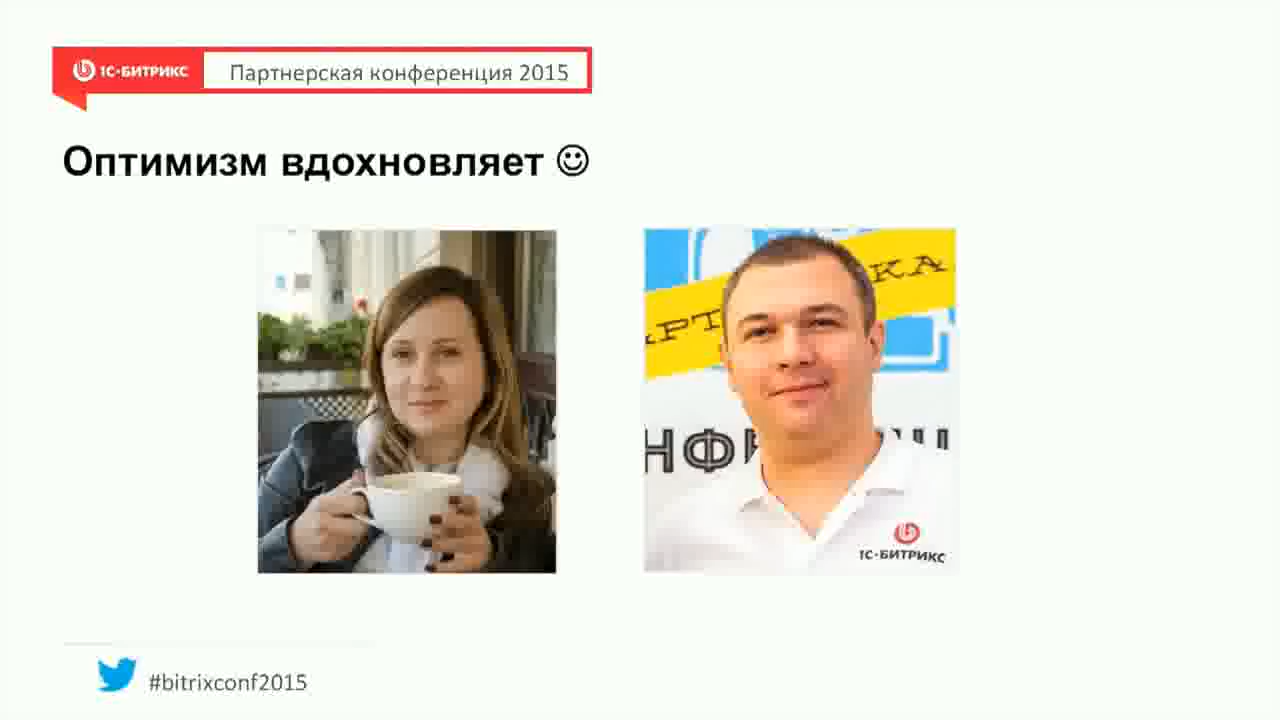 1С-БИТРИКС
Партнерская конференция 2015
Оптимизм вдохновляет ☺
1С-БИТРИКС
#bitrixconf2015